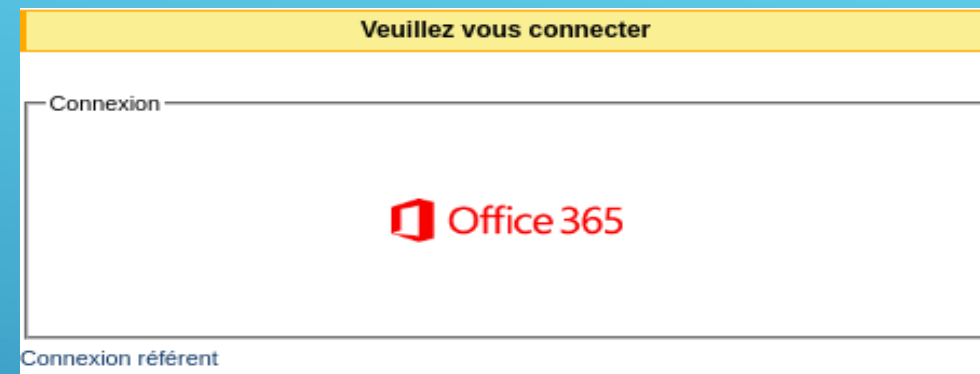 Veuillez vous connecter
Connexion
Office 365
Connexion référent